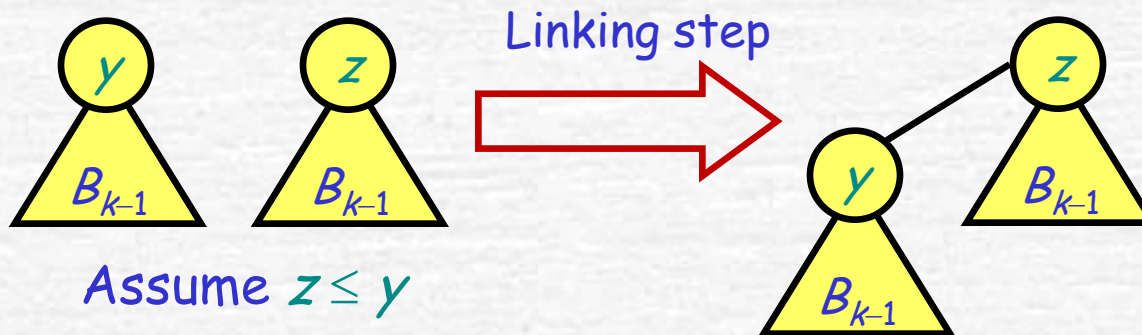 Linking step
y
z
z
B_{k–1}
B_{k–1}
y
B_{k–1}
Assume z ≤ y
B_{k–1}